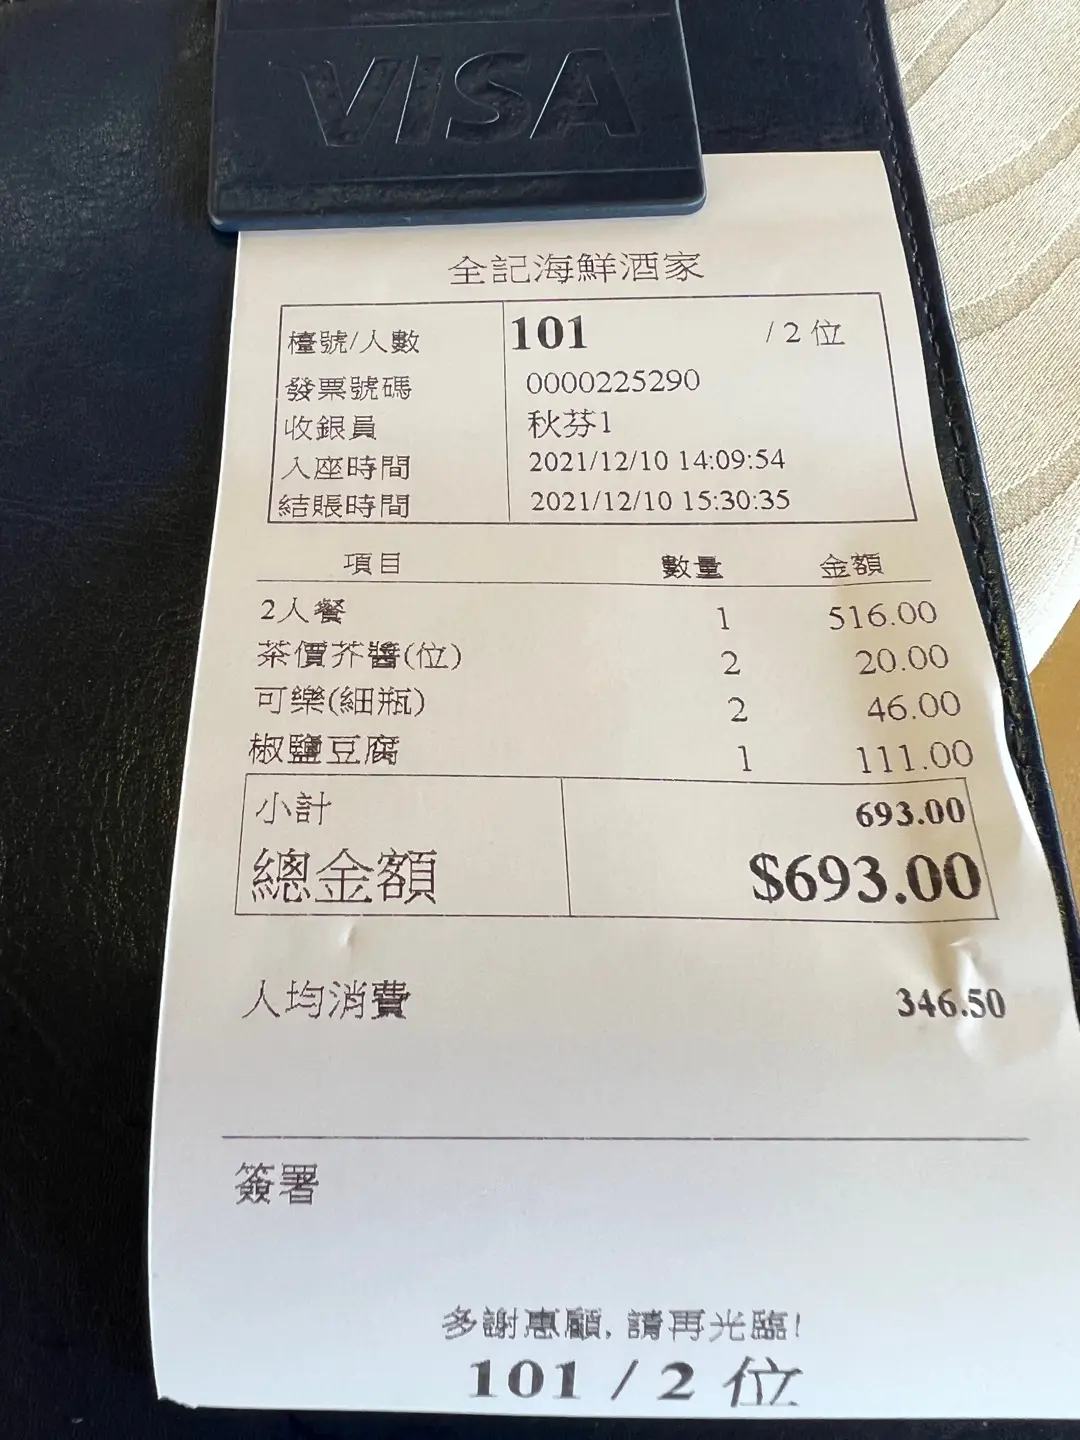 VISA
全記海鮮酒家
檯號/人數 101 / 2 位
發票號碼 0000225290
收銀員 秋芬1
入座時間 2021/12/10 14:09:54
結賬時間 2021/12/10 15:30:35
項目 數量 金額
2人餐 1 516.00
茶價芥醬(位) 2 20.00
可樂(細瓶) 2 46.00
椒鹽豆腐 1 111.00
小計 693.00
總金額 $693.00
人均消費 346.50
簽署
多謝惠顧, 請再光臨!
101 / 2 位